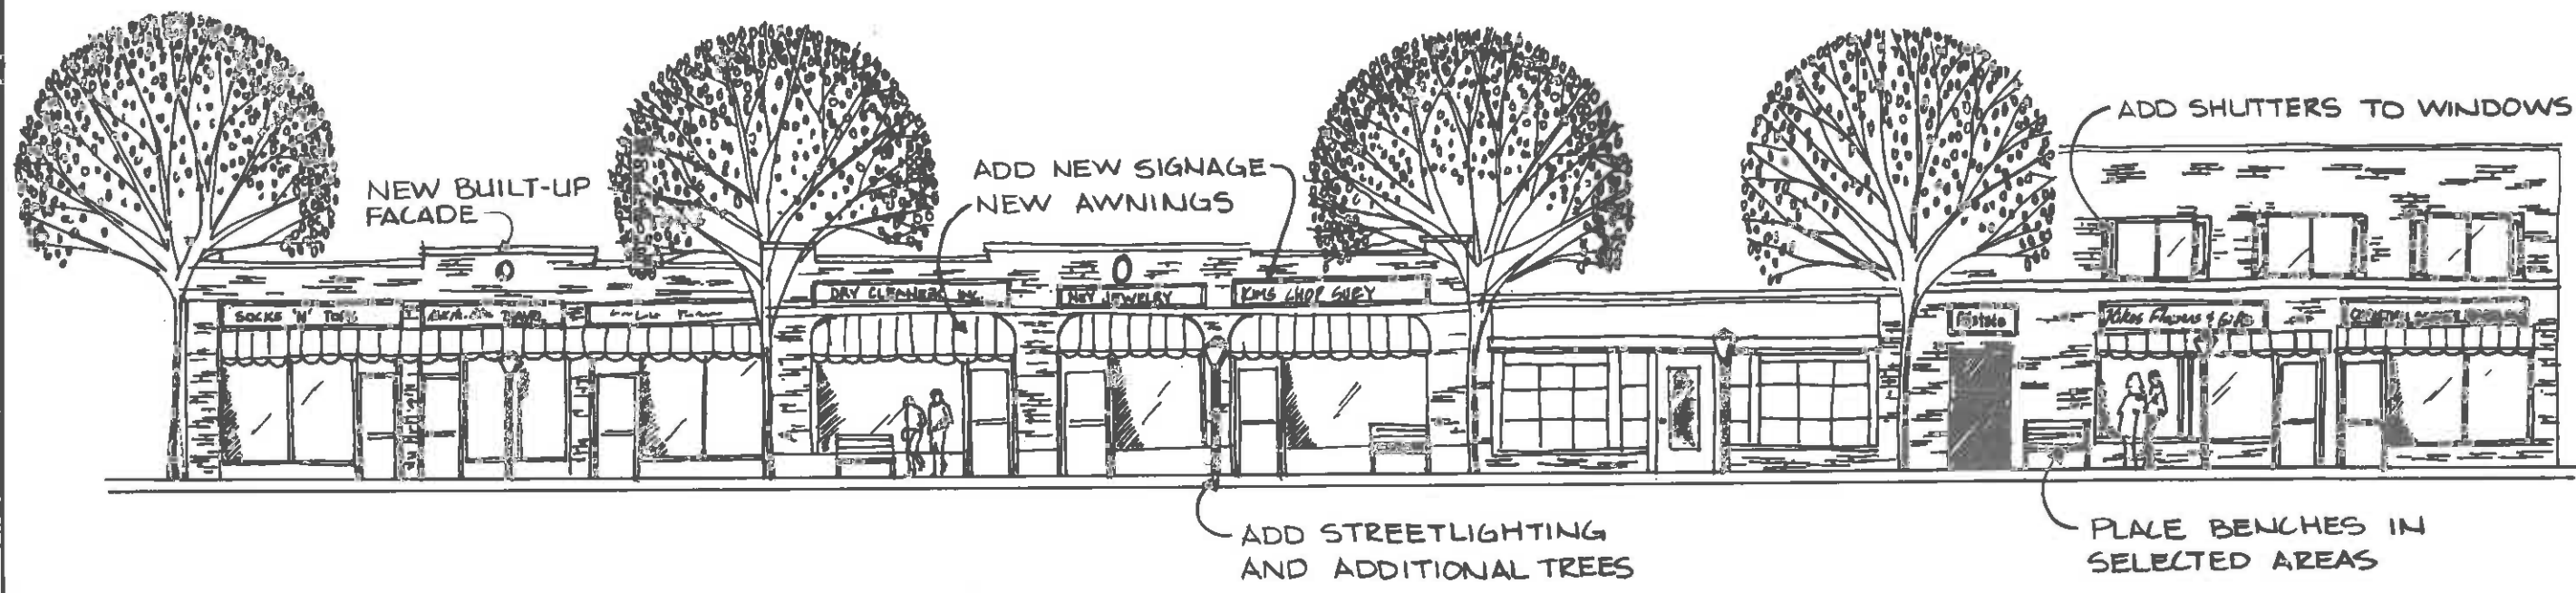 ADD SHUTTERS TO WINDOWS
NEW BUILT-UP
FACADE
ADD NEW SIGNAGE
NEW AWNINGS
SOCKS 'N'
DRY CLEANERS
JEWELRY
KIMS CHOP SUEY
Flowers &
ADD STREETLIGHTING
AND ADDITIONAL TREES
PLACE BENCHES IN
SELECTED AREAS